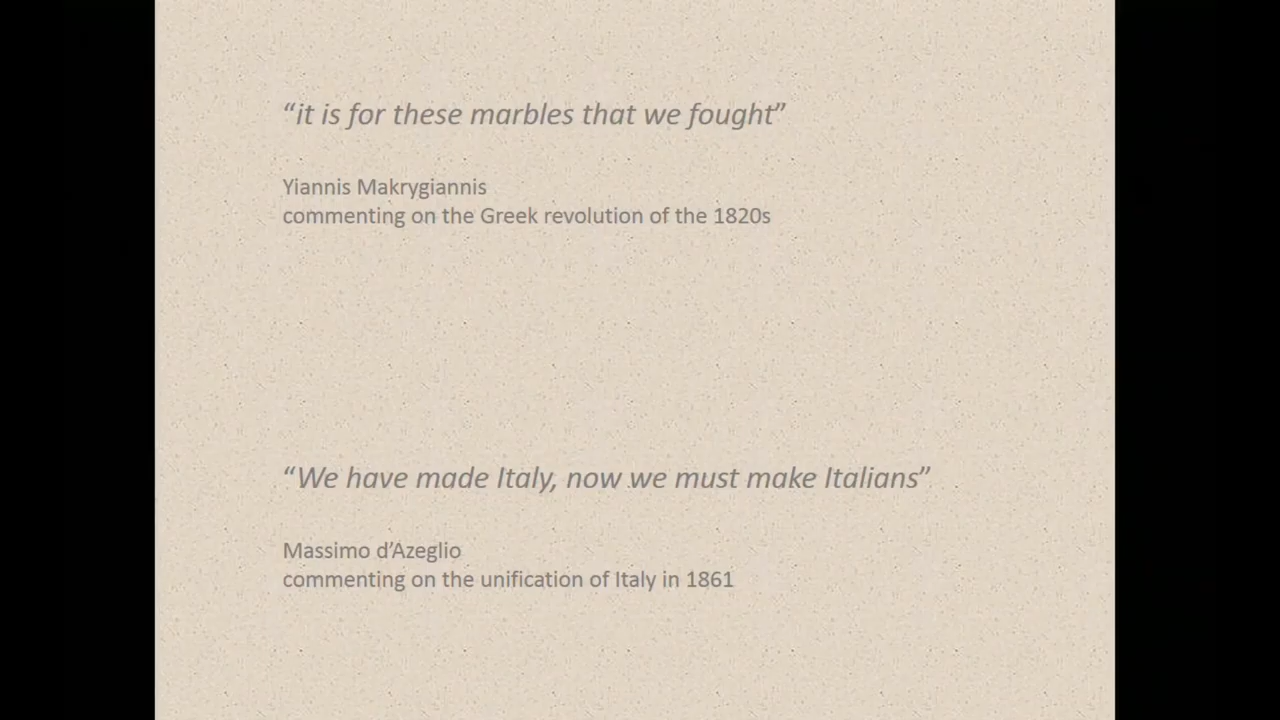 “it is for these marbles that we fought”
Yiannis Makrygiannis
commenting on the Greek revolution of the 1820s
“We have made Italy, now we must make Italians”
Massimo d’Azeglio
commenting on the unification of Italy in 1861